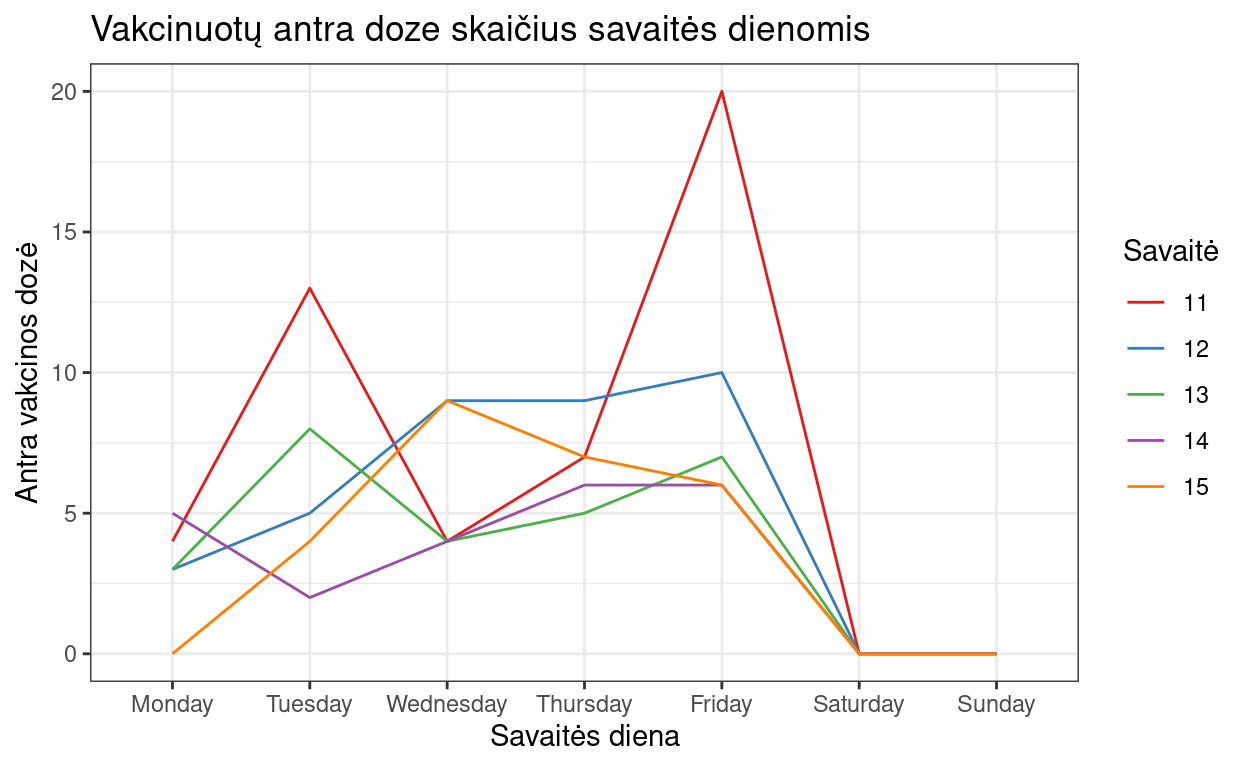 Vakcinuotų antra doze skaičius savaitės dienomis
Antra vakcinos dozė
20
15
10
5
0
Monday Tuesday Wednesday Thursday Friday Saturday Sunday
Savaitės diena
Savaitė
11
12
13
14
15